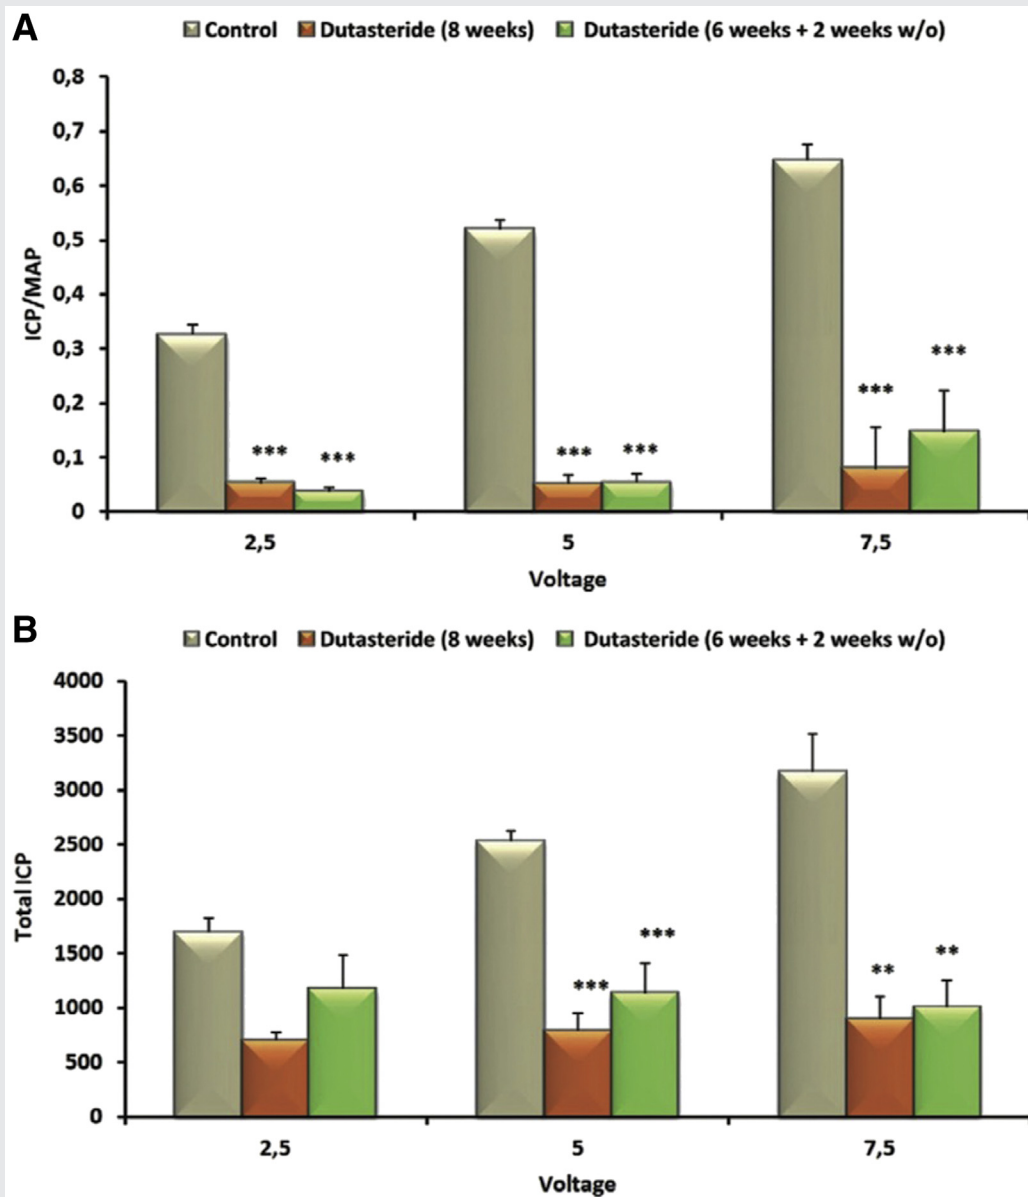 A
Control Dutasteride (8 weeks) Dutasteride (6 weeks + 2 weeks w/o)
0,8
0,7
0,6
0,5
0,4
0,3
0,2
0,1
0
ICP/MAP
*** ***
*** ***
*** ***
2,5 5 7,5
Voltage
B
Control Dutasteride (8 weeks) Dutasteride (6 weeks + 2 weeks w/o)
4000
3500
3000
2500
2000
1500
1000
500
0
Total ICP
*** ***
** **
2,5 5 7,5
Voltage